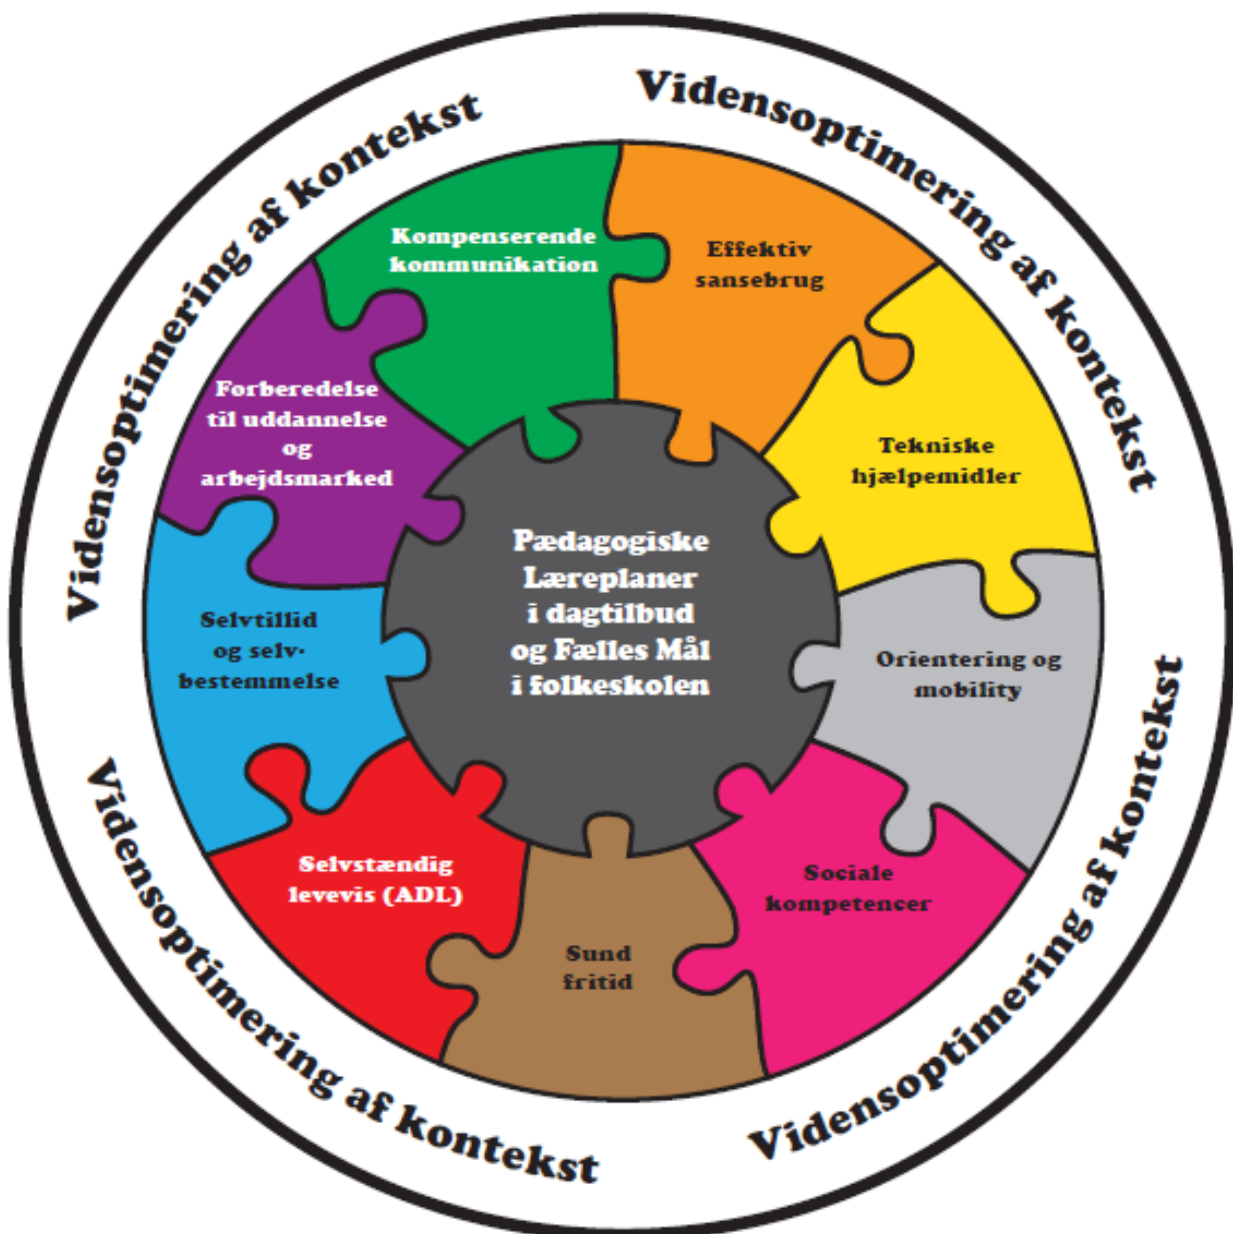 Vidensoptimering af kontekst
Vidensoptimering af kontekst
Kompenserende
kommunikation
Effektiv
sansebrug
Forberedelse
til uddannelse
og
arbejdsmarked
Tekniske
hjælpemidler
Pædagogiske
Læreplaner
i dagtilbud
og Fælles Mål
i folkeskolen
Selvtillid
og selv-
bestemmelse
Orientering og
mobility
Selvstændig
levevis (ADL)
Sociale
kompetencer
Sund
fritid
Vidensoptimering af kontekst
Vidensoptimering af kontekst